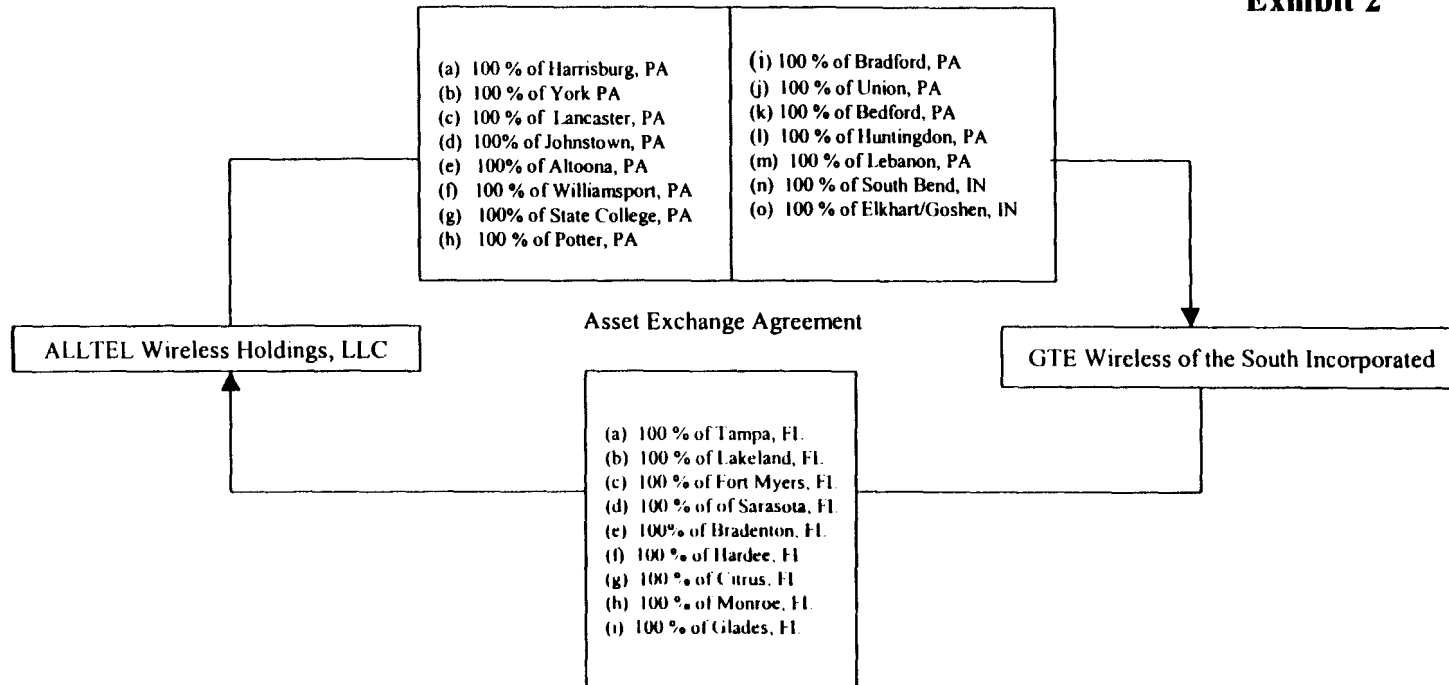 Exhibit 2
(a) 100 % of Harrisburg, PA
(b) 100 % of York PA
(c) 100 % of Lancaster, PA
(d) 100% of Johnstown, PA
(e) 100% of Altoona, PA
(f) 100 % of Williamsport, PA
(g) 100% of State College, PA
(h) 100 % of Potter, PA
(i) 100 % of Bradford, PA
(j) 100 % of Union, PA
(k) 100 % of Bedford, PA
(l) 100 % of Huntingdon, PA
(m) 100 % of Lebanon, PA
(n) 100 % of South Bend, IN
(o) 100 % of Elkhart/Goshen, IN
Asset Exchange Agreement
ALLTEL Wireless Holdings, LLC
GTE Wireless of the South Incorporated
(a) 100 % of Tampa, FL.
(b) 100 % of Lakeland, FL.
(c) 100 % of Fort Myers, FL.
(d) 100 % of of Sarasota, FL.
(e) 100% of Bradenton, FL.
(f) 100 % of Hardee, FL
(g) 100 % of Citrus, FL
(h) 100 % of Monroe, FL.
(i) 100 % of Glades, FL.